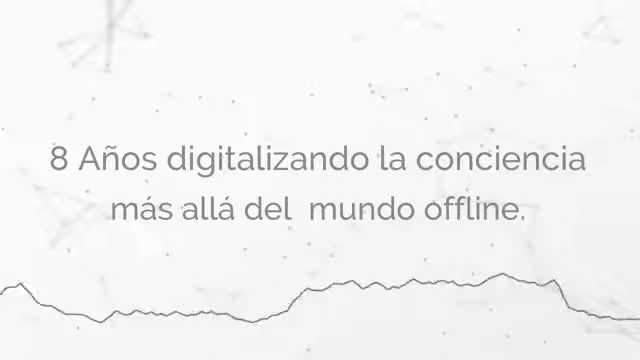 8 Años digitalizando la conciencia
más allá del mundo offline.